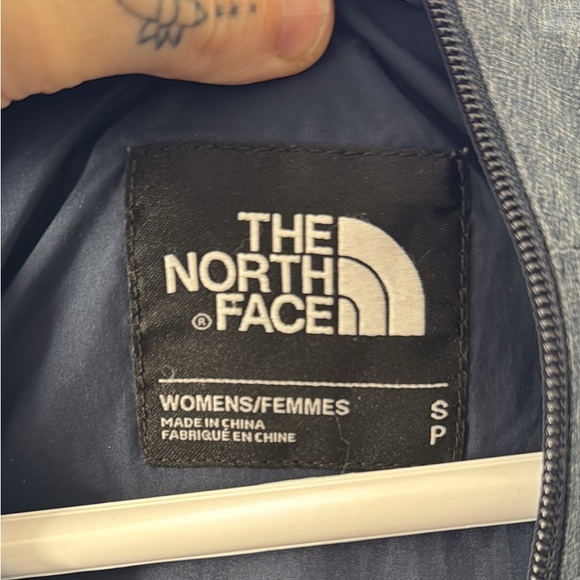 THE
NORTH
® FACE
WOMENS/FEMMES S
MADE IN CHINA
FABRIQUÉ EN CHINE P